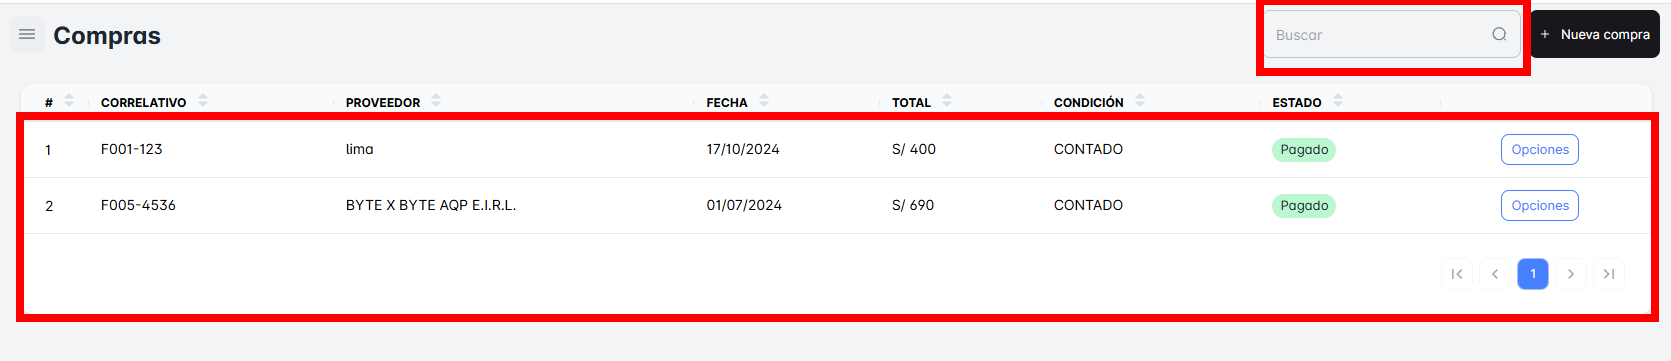 Compras
Buscar
+ Nueva compra
# CORRELATIVO PROVEEDOR FECHA TOTAL CONDICIÓN ESTADO
1 F001-123 lima 17/10/2024 S/ 400 CONTADO Pagado Opciones
2 F005-4536 BYTE X BYTE AQP E.I.R.L. 01/07/2024 S/ 690 CONTADO Pagado Opciones
1